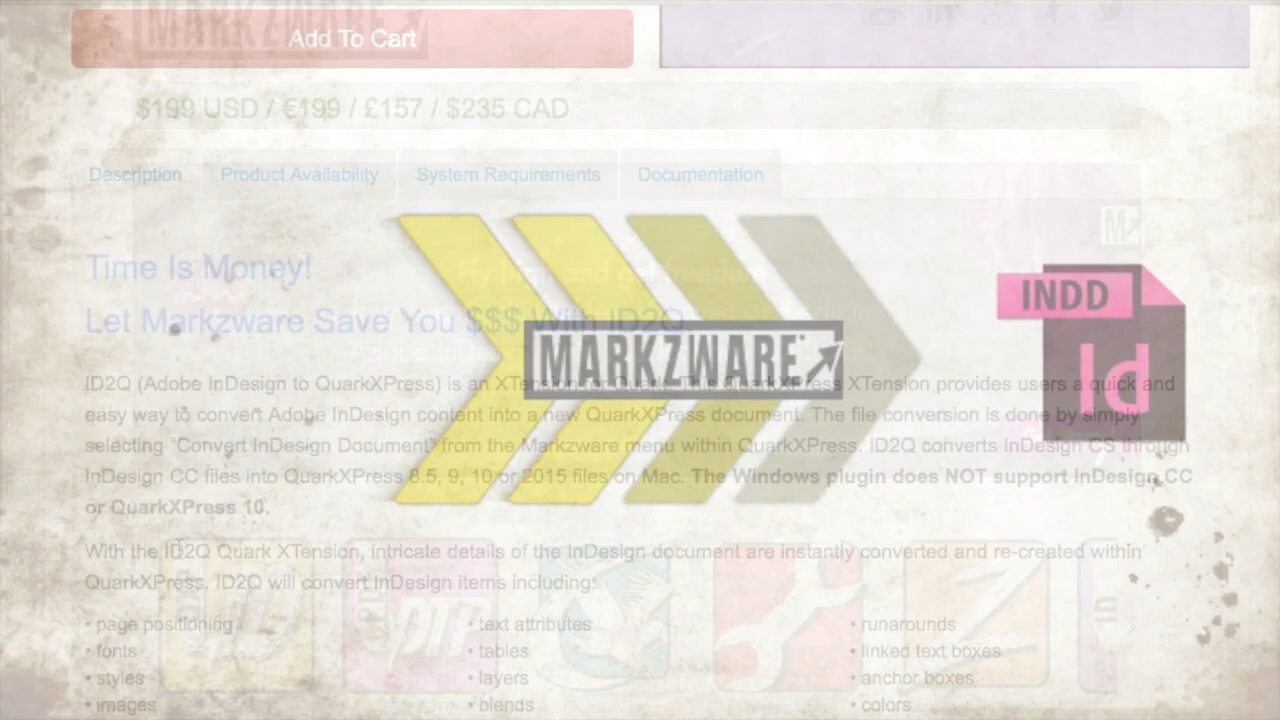 MARKZWARE
Add To Cart
$199 USD / €199 / £157 / $235 CAD
Description Product Availability System Requirements Documentation
Time Is Money!
Fly high and get freedom
Let Markzware Save You $$$ With ID2Q
INDD
Id
MARKZWARE
ID2Q (Adobe InDesign to QuarkXPress) is an XTension for Quark. This QuarkXPress XTension provides users a quick and
easy way to convert Adobe InDesign content into a new QuarkXPress document. The file conversion is done by simply
selecting “Convert InDesign Document” from the Markzware menu within QuarkXPress. ID2Q converts InDesign CS through
InDesign CC files into QuarkXPress 8.5, 9, 10 or 2015 files on Mac. The Windows plugin does NOT support InDesign CC
or QuarkXPress 10.
With the ID2Q Quark XTension, intricate details of the InDesign document are instantly converted and re-created within
QuarkXPress. ID2Q will convert InDesign items including:
• page positioning • text attributes • runarounds
• fonts • tables • linked text boxes
• styles • layers • anchor boxes
• images • blends • colors
DTP